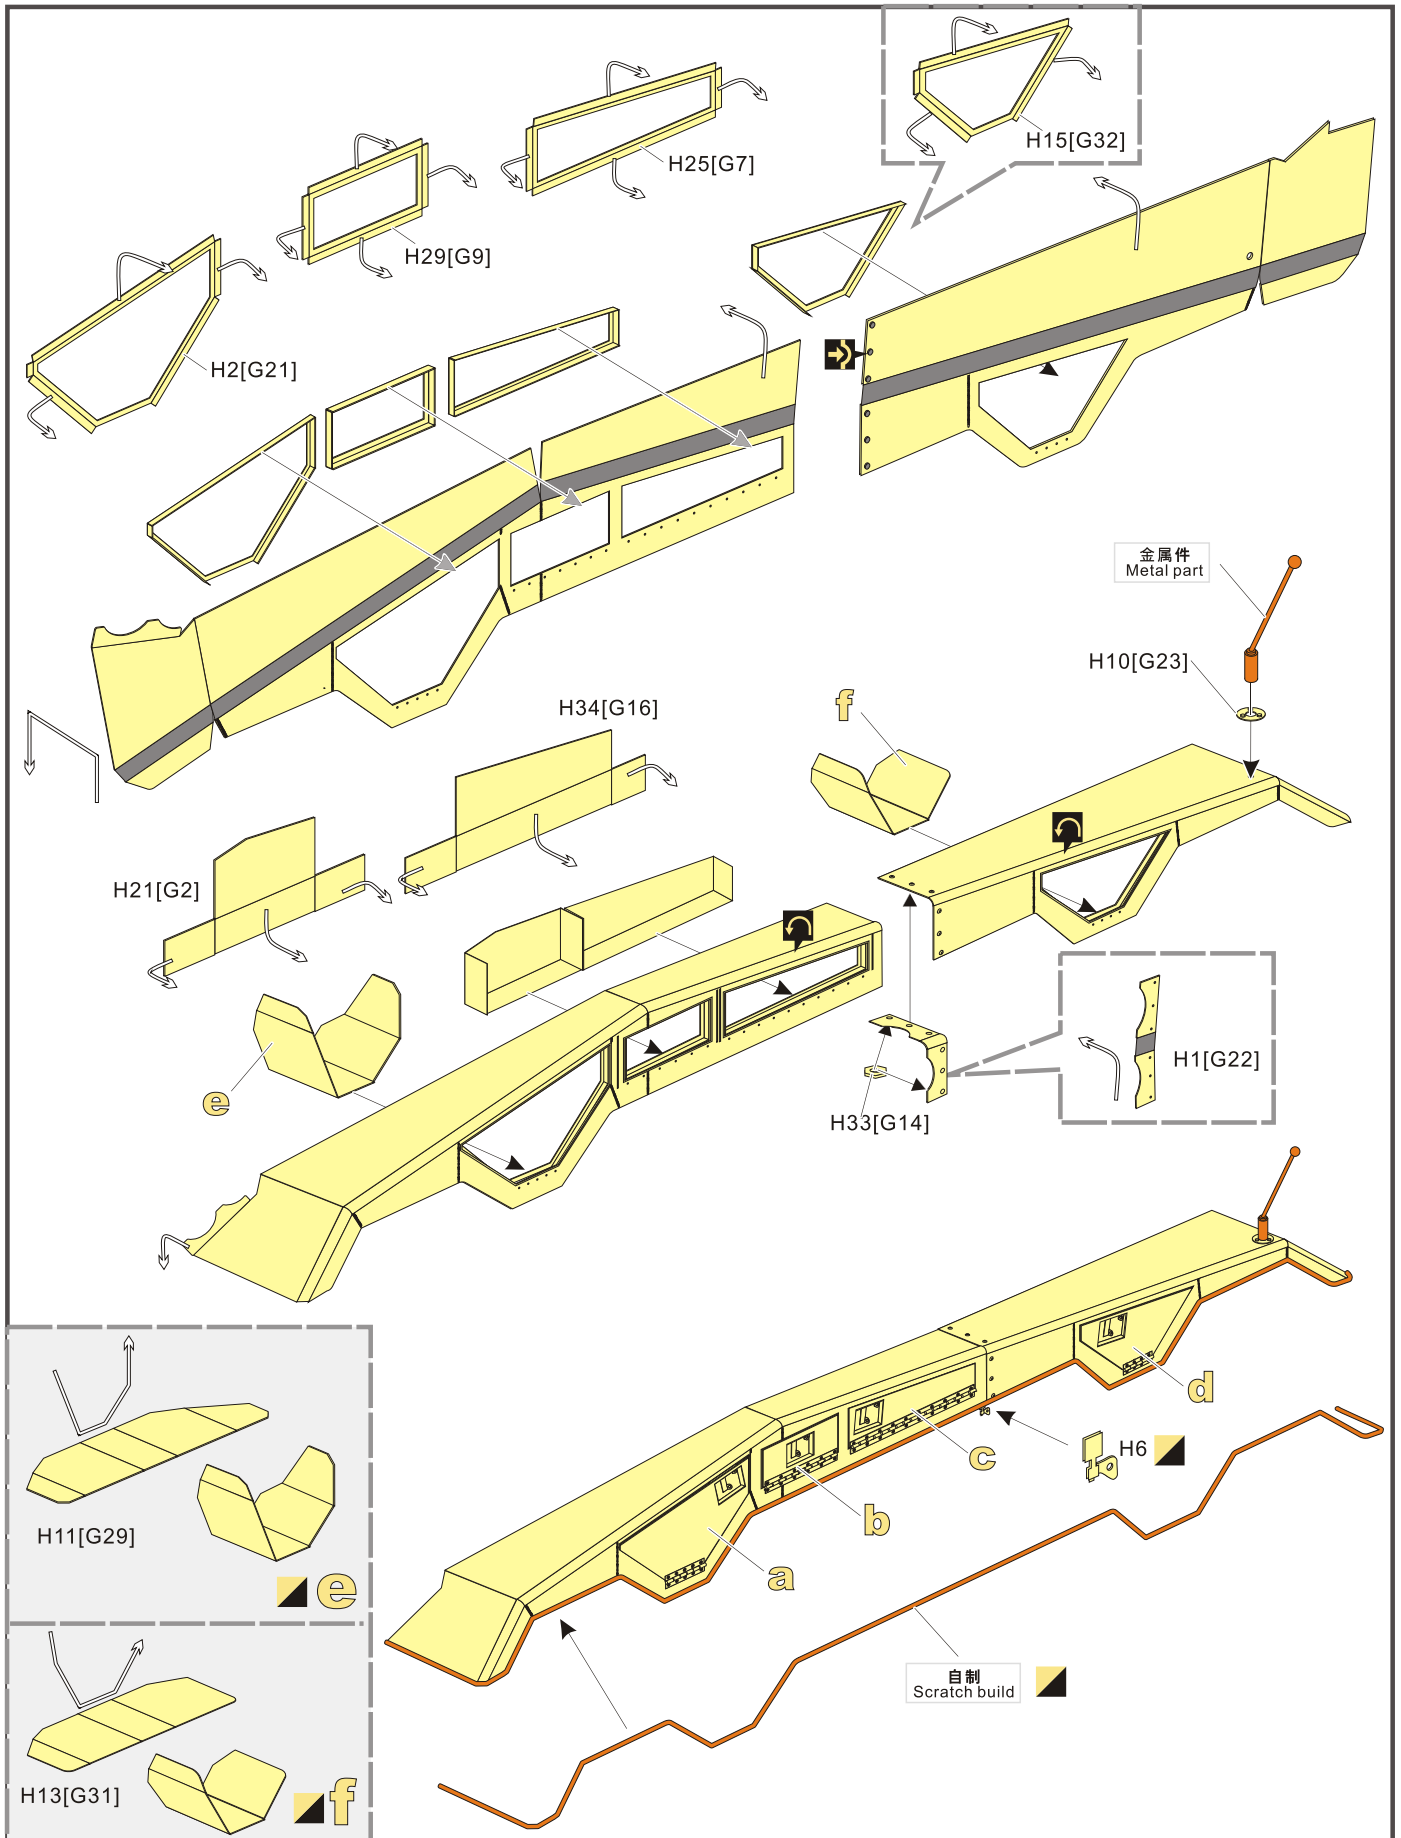 H15[G32]
H25[G7]
H29[G9]
H2[G21]
金属件
Metal part
H10[G23]
f
H34[G16]
H21[G2]
e
H1[G22]
H33[G14]
d
c
H6
b
a
H11[G29]
e
自制
Scratch build
H13[G31]
f